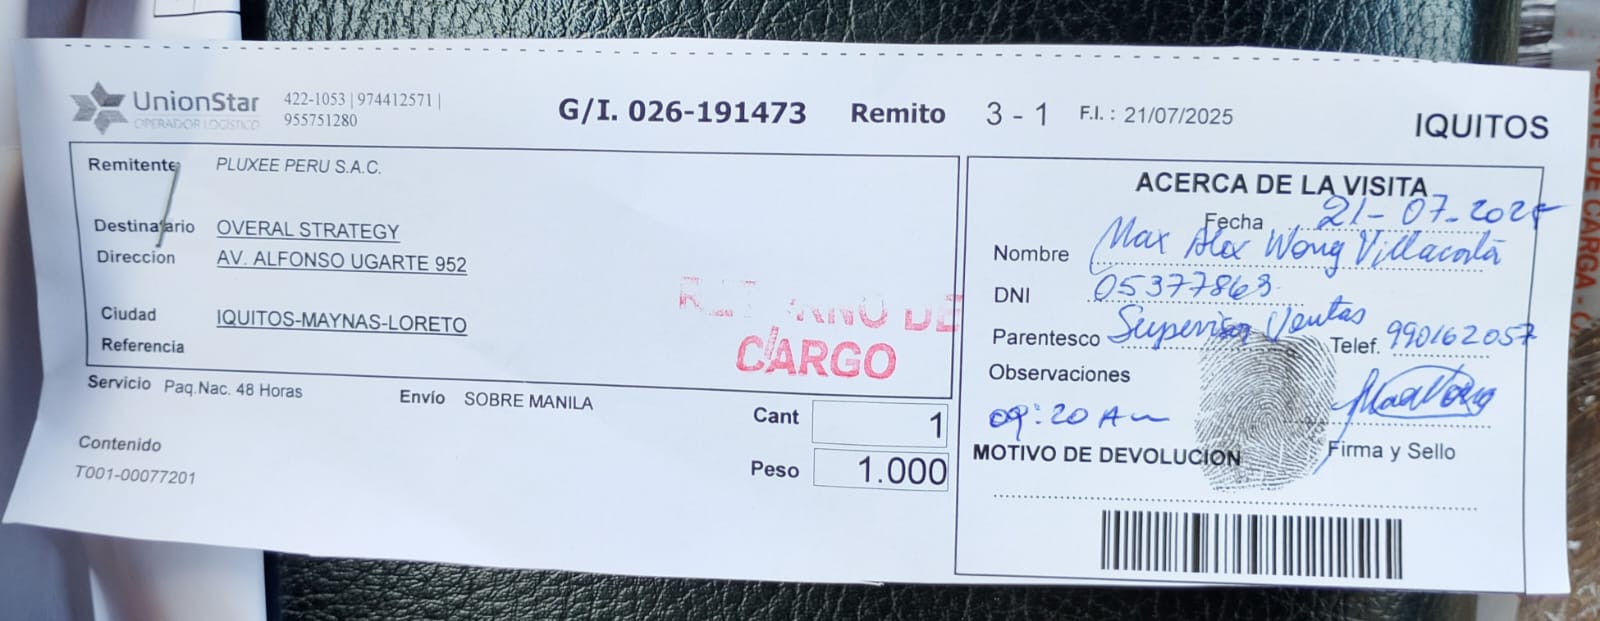 UnionStar
OPERADOR LOGISTICO
422-1053 | 974412571 |
955751280
G/I. 026-191473 Remito 3 - 1 F.I. : 21/07/2025
IQUITOS
Remitente PLUXEE PERU S.A.C.
Destinatario OVERAL STRATEGY
Direccion AV. ALFONSO UGARTE 952
Ciudad IQUITOS-MAYNAS-LORETO
Referencia
DE
CARGO
Servicio Paq.Nac. 48 Horas Envío SOBRE MANILA
Cant 1
Peso 1.000
Contenido
T001-00077201
ACERCA DE LA VISITA
Fecha 21-07-2025
Nombre Max Alex Wong Villacorta
DNI 05377863
Parentesco Supervisor Ventas Telef. 990162057
Observaciones
09:20 Am
Firma y Sello
MOTIVO DE DEVOLUCION
DE CARGA -